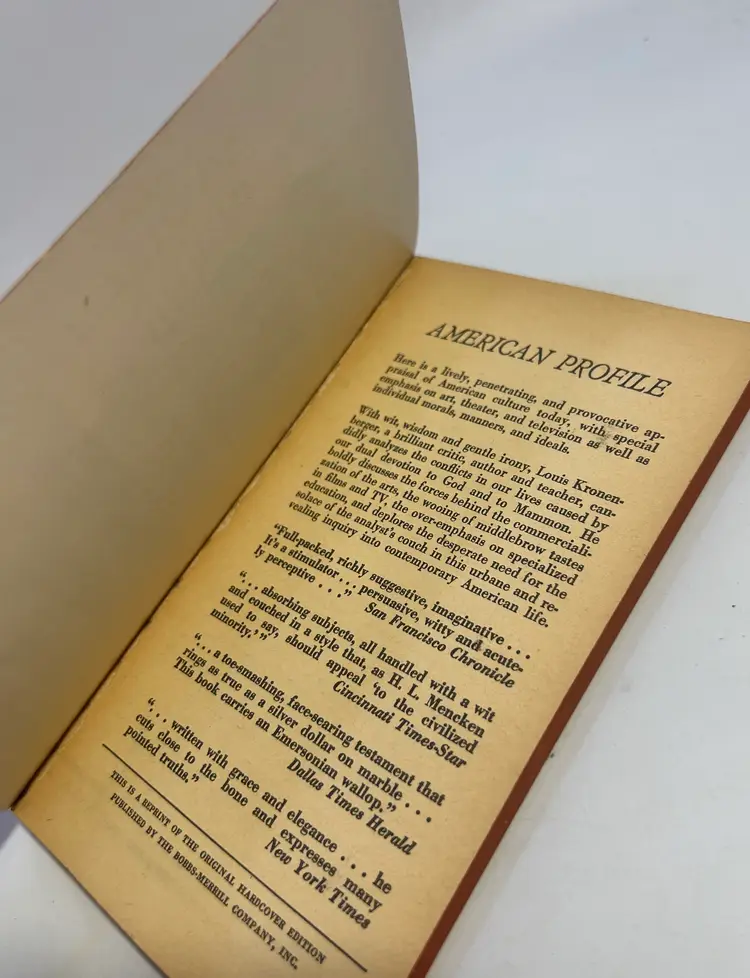 AMERICAN PROFILE
Here is a lively, penetrating, and provocative ap-
praisal of American culture today, with special
emphasis on art, theater, and television as well as
individual morals, manners, and ideals.
With wit, wisdom and gentle irony, Louis Kronen-
berger, a brilliant critic, author and teacher, can-
didly analyzes the conflicts in our lives caused by
our dual devotion to God and to Mammon. He
boldly discusses the forces behind the commerciali-
zation of the arts, the wooing of middlebrow tastes
in films and TV, the over-emphasis on specialized
education, and deplores the desperate need for the
solace of the analyst's couch in this urbane and re-
vealing inquiry into contemporary American life.
"Full-packed, richly suggestive, imaginative . . .
It's a stimulator . . . persuasive, witty and acute-
ly perceptive . . ."
San Francisco Chronicle
". . . absorbing subjects, all handled with a wit
and couched in a style that, as H. L. Mencken
used to say, should appeal 'to the civilized
minority.'"
Cincinnati Times-Star
". . . a toe-smashing, face-searing testament that
rings as true as a silver dollar on marble . . .
This book carries an Emersonian wallop."
Dallas Times Herald
". . . written with grace and elegance . . . he
cuts close to the bone and expresses many
pointed truths."
New York Times
THIS IS A REPRINT OF THE ORIGINAL HARDCOVER EDITION
PUBLISHED BY THE BOBBS-MERRILL COMPANY, INC.